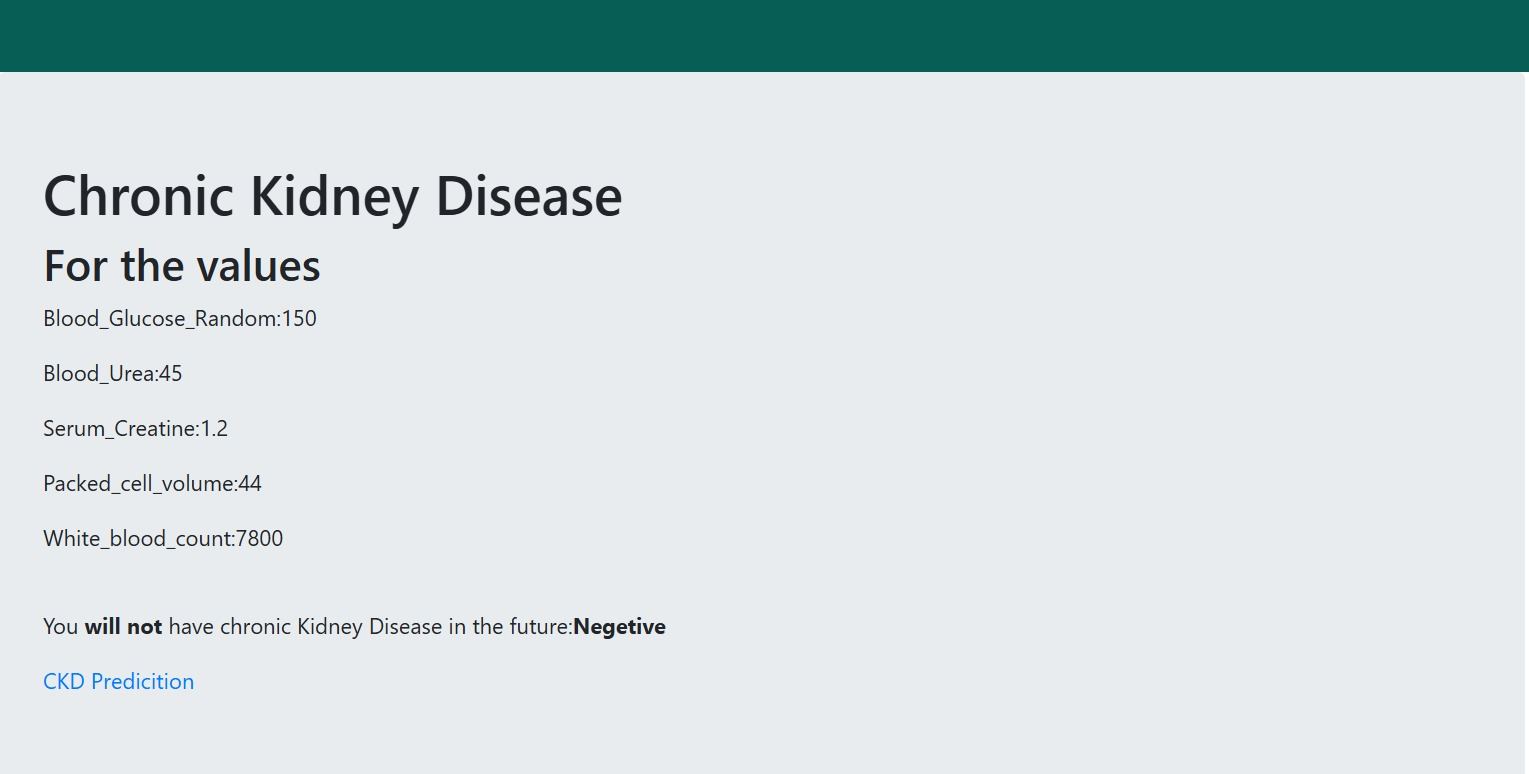 Chronic Kidney Disease
For the values
Blood_Glucose_Random:150
Blood_Urea:45
Serum_Creatine:1.2
Packed_cell_volume:44
White_blood_count:7800
You will not have chronic Kidney Disease in the future:Negetive
CKD Predicition